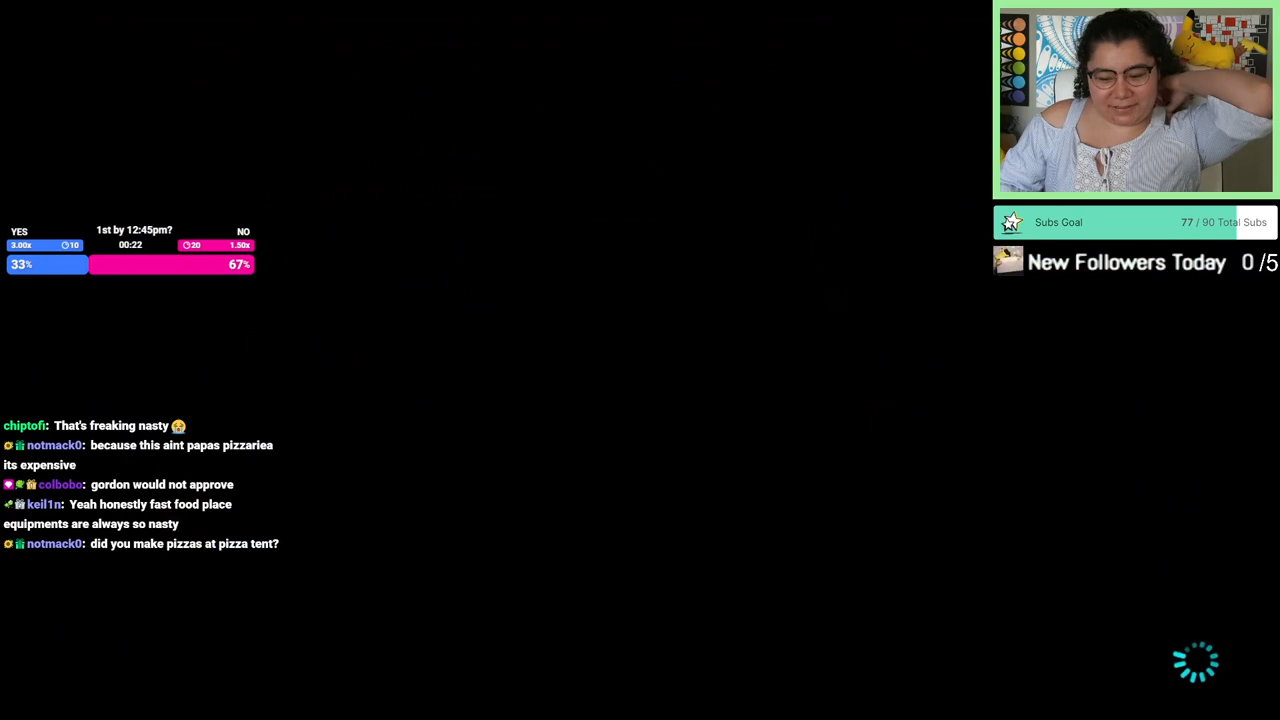 YES 1st by 12:45pm? NO
3.00x 10 00:22 20 1.50x
33% 67%
Subs Goal 77 / 90 Total Subs
New Followers Today 0 /5
chiptofi: That's freaking nasty
notmack0: because this aint papas pizzariea
its expensive
colbobo: gordon would not approve
keil1n: Yeah honestly fast food place
equipments are always so nasty
notmack0: did you make pizzas at pizza tent?